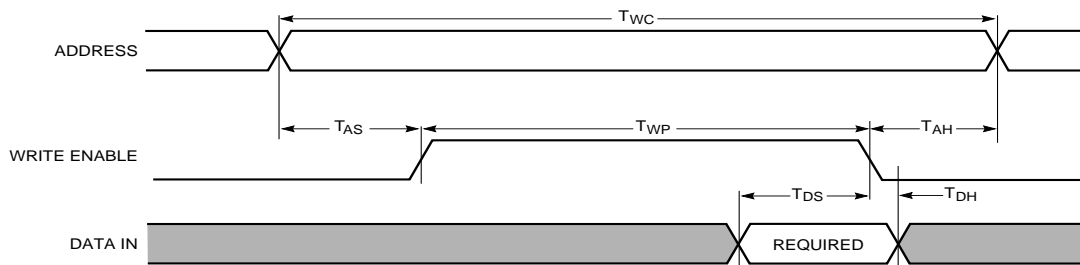 TWC
ADDRESS
TAS
TWP
TAH
WRITE ENABLE
TDS
TDH
DATA IN
REQUIRED